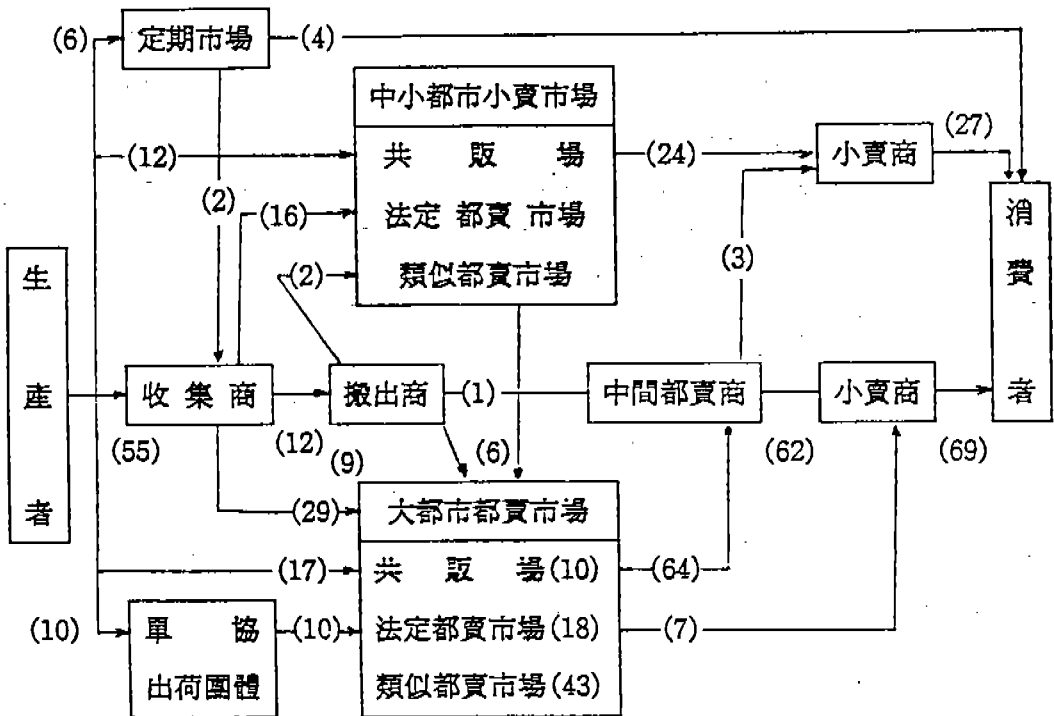 (6) 定期市場 (4)
中小都市小賣市場
(12) 共 販 場 (24) 小賣商 (27)
(2) (16) 法定 都賣 市場
(2) 類似都賣市場 (3)
生產者
消費者
收集商 搬出商 (1) 中間都賣商 小賣商
(55) (12) (9) (6) (62) (69)
(29) 大都市都賣市場
(17) 共 販 場(10) (64)
(10) 單 協 (10) 法定都賣市場(18) (7)
出荷團體 類似都賣市場(43)